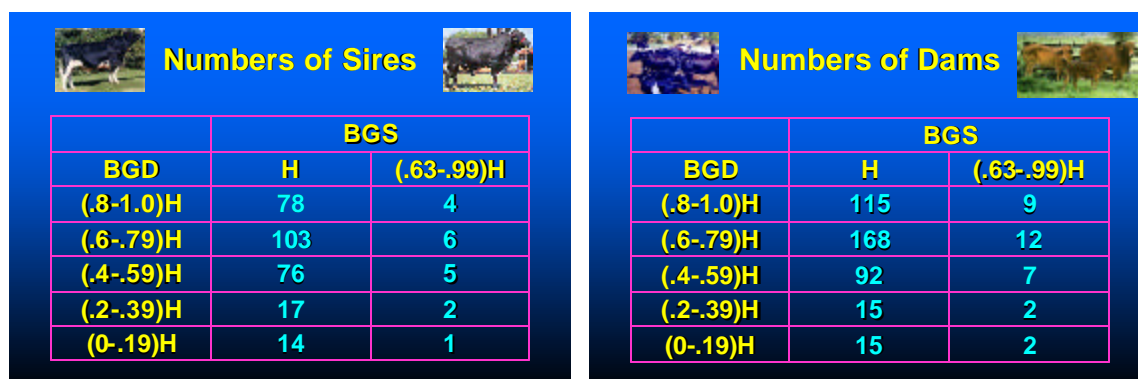 Numbers of Sires
BGS
BGD H (.63-.99)H
(.8-1.0)H 78 4
(.6-.79)H 103 6
(.4-.59)H 76 5
(.2-.39)H 17 2
(0-.19)H 14 1
Numbers of Dams
BGS
BGD H (.63-.99)H
(.8-1.0)H 115 9
(.6-.79)H 168 12
(.4-.59)H 92 7
(.2-.39)H 15 2
(0-.19)H 15 2